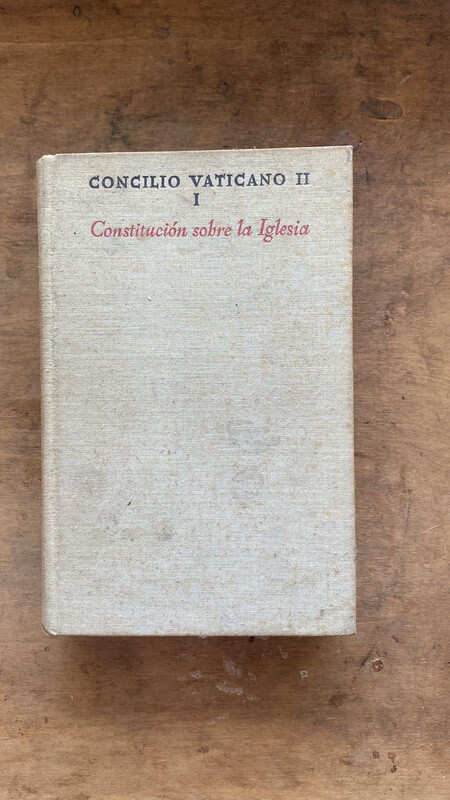 CONCILIO VATICANO II
I
Constitución sobre la Iglesia